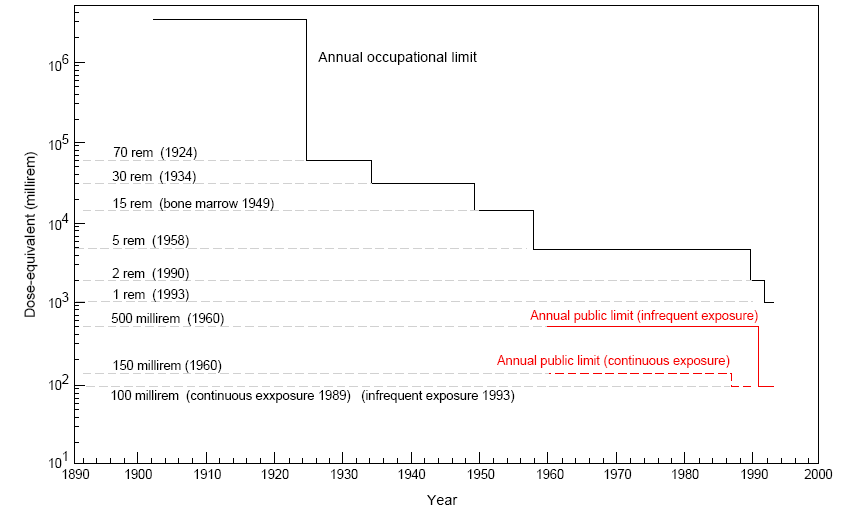 10^6
Annual occupational limit
10^5
70 rem (1924)
30 rem (1934)
15 rem (bone marrow 1949)
10^4
5 rem (1958)
2 rem (1990)
1 rem (1993)
10^3
500 millirem (1960)
Annual public limit (infrequent exposure)
150 millirem (1960)
Annual public limit (continuous exposure)
10^2
100 millirem (continuous exxposure 1989) (infrequent exposure 1993)
10^1
Dose-equivalent (millirem)
1890 1900 1910 1920 1930 1940 1950 1960 1970 1980 1990 2000
Year